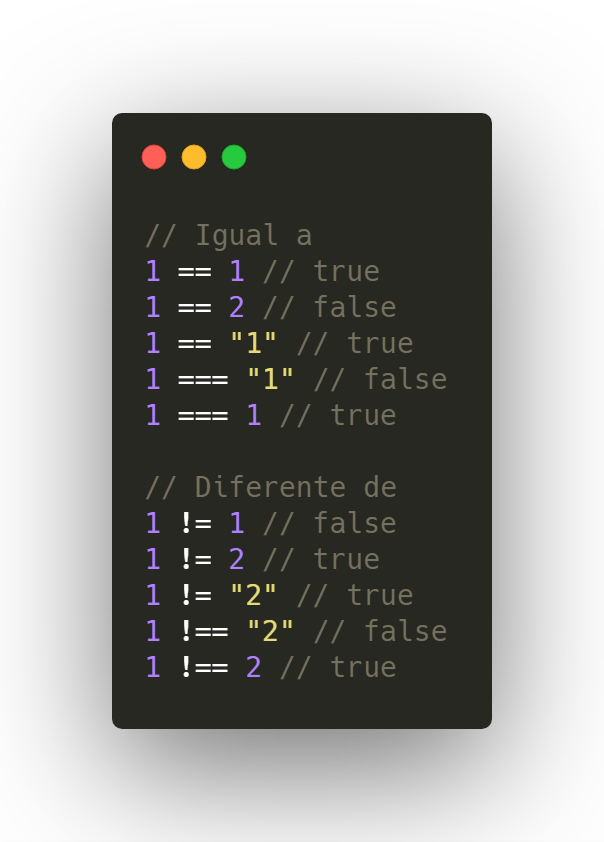 // Igual a
1 == 1 // true
1 == 2 // false
1 == "1" // true
1 === "1" // false
1 === 1 // true
// Diferente de
1 != 1 // false
1 != 2 // true
1 != "2" // true
1 !== "2" // false
1 !== 2 // true